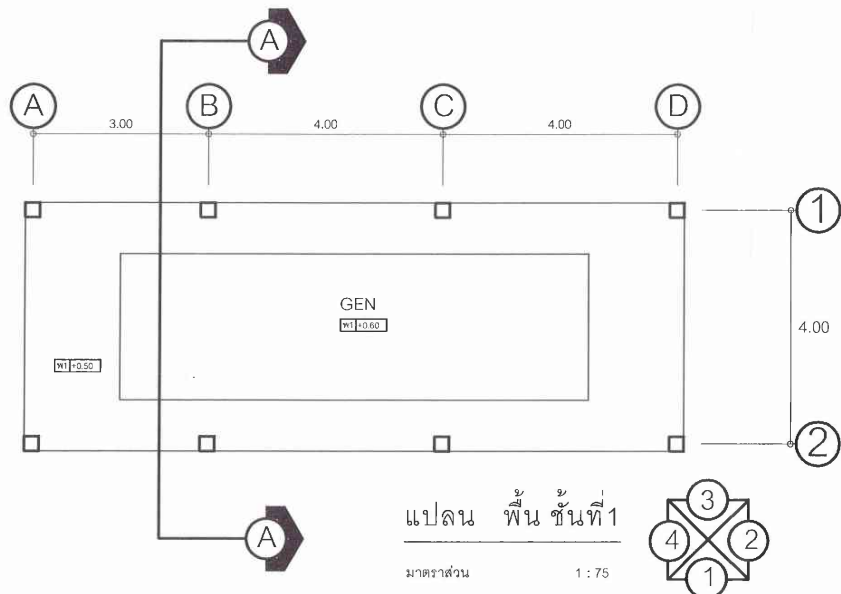 A
A B C D
3.00 4.00 4.00
1
GEN
พ1 +0.60
4.00
พ1 +0.50
2
A
แปลน พื้น ชั้นที่1
มาตราส่วน 1 : 75
3
4 2
1